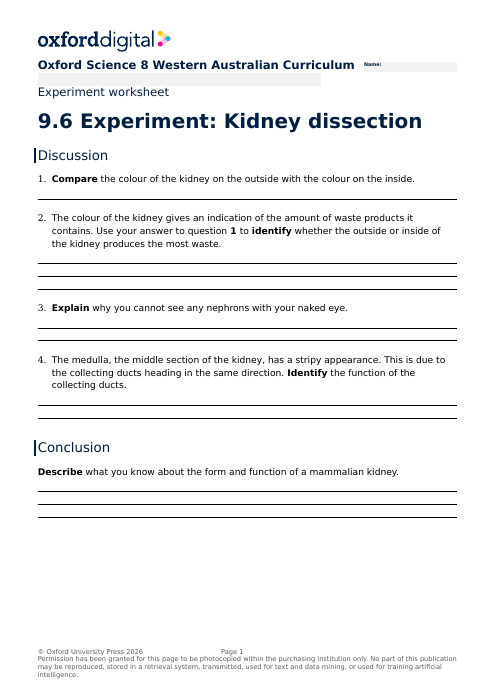 oxforddigital
Oxford Science 8 Western Australian Curriculum Name:
Experiment worksheet
9.6 Experiment: Kidney dissection
Discussion
1. Compare the colour of the kidney on the outside with the colour on the inside.
2. The colour of the kidney gives an indication of the amount of waste products it
contains. Use your answer to question 1 to identify whether the outside or inside of
the kidney produces the most waste.
3. Explain why you cannot see any nephrons with your naked eye.
4. The medulla, the middle section of the kidney, has a stripy appearance. This is due to
the collecting ducts heading in the same direction. Identify the function of the
collecting ducts.
Conclusion
Describe what you know about the form and function of a mammalian kidney.
© Oxford University Press 2026 Page 1
Permission has been granted for this page to be photocopied within the purchasing institution only. No part of this publication
may be reproduced, stored in a retrieval system, transmitted, used for text and data mining, or used for training artificial
intelligence.